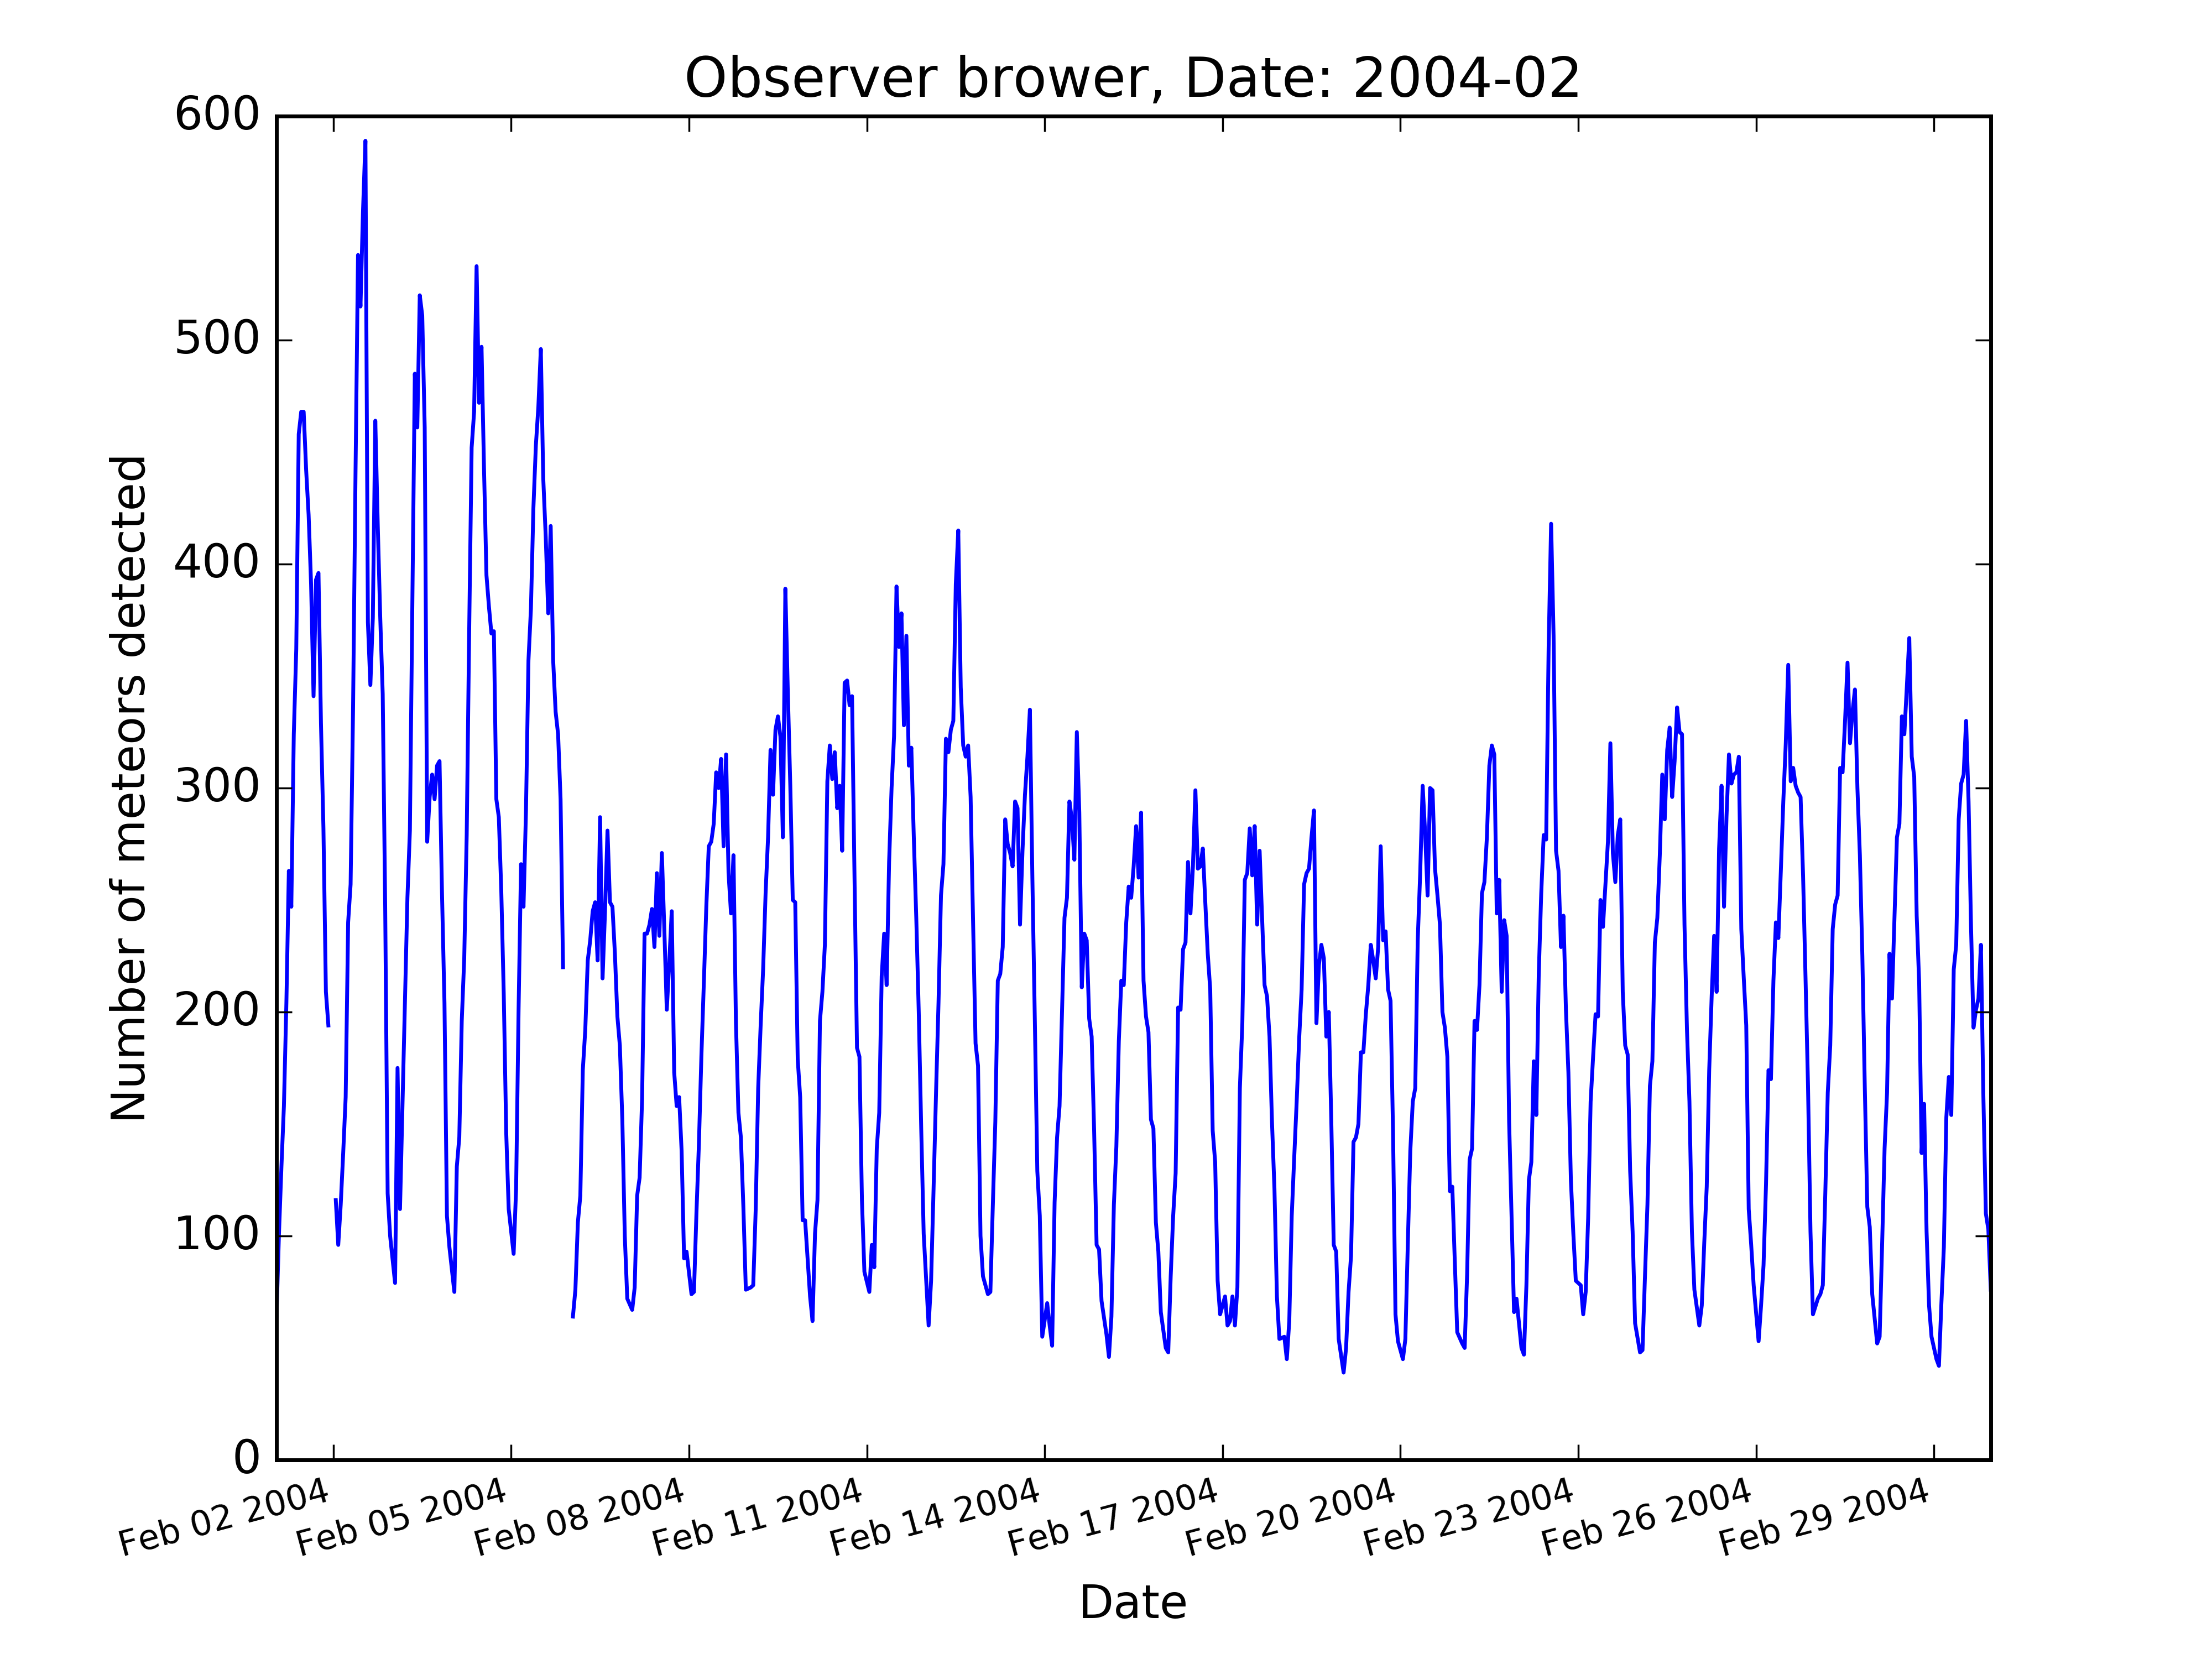 Observer brower, Date: 2004-02
600
500
400
300
200
100
0
Number of meteors detected
Feb 02 2004
Feb 05 2004
Feb 08 2004
Feb 11 2004
Feb 14 2004
Feb 17 2004
Feb 20 2004
Feb 23 2004
Feb 26 2004
Feb 29 2004
Date